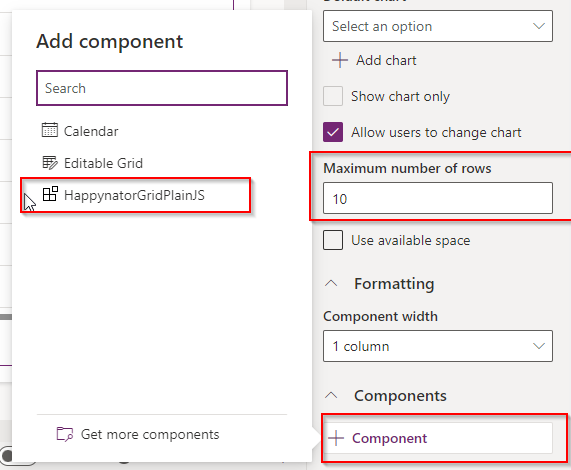 Add component
Search
Calendar
Editable Grid
HappynatorGridPlainJS
Get more components
Select an option
Add chart
Show chart only
Allow users to change chart
Maximum number of rows
10
Use available space
Formatting
Component width
1 column
Components
Component